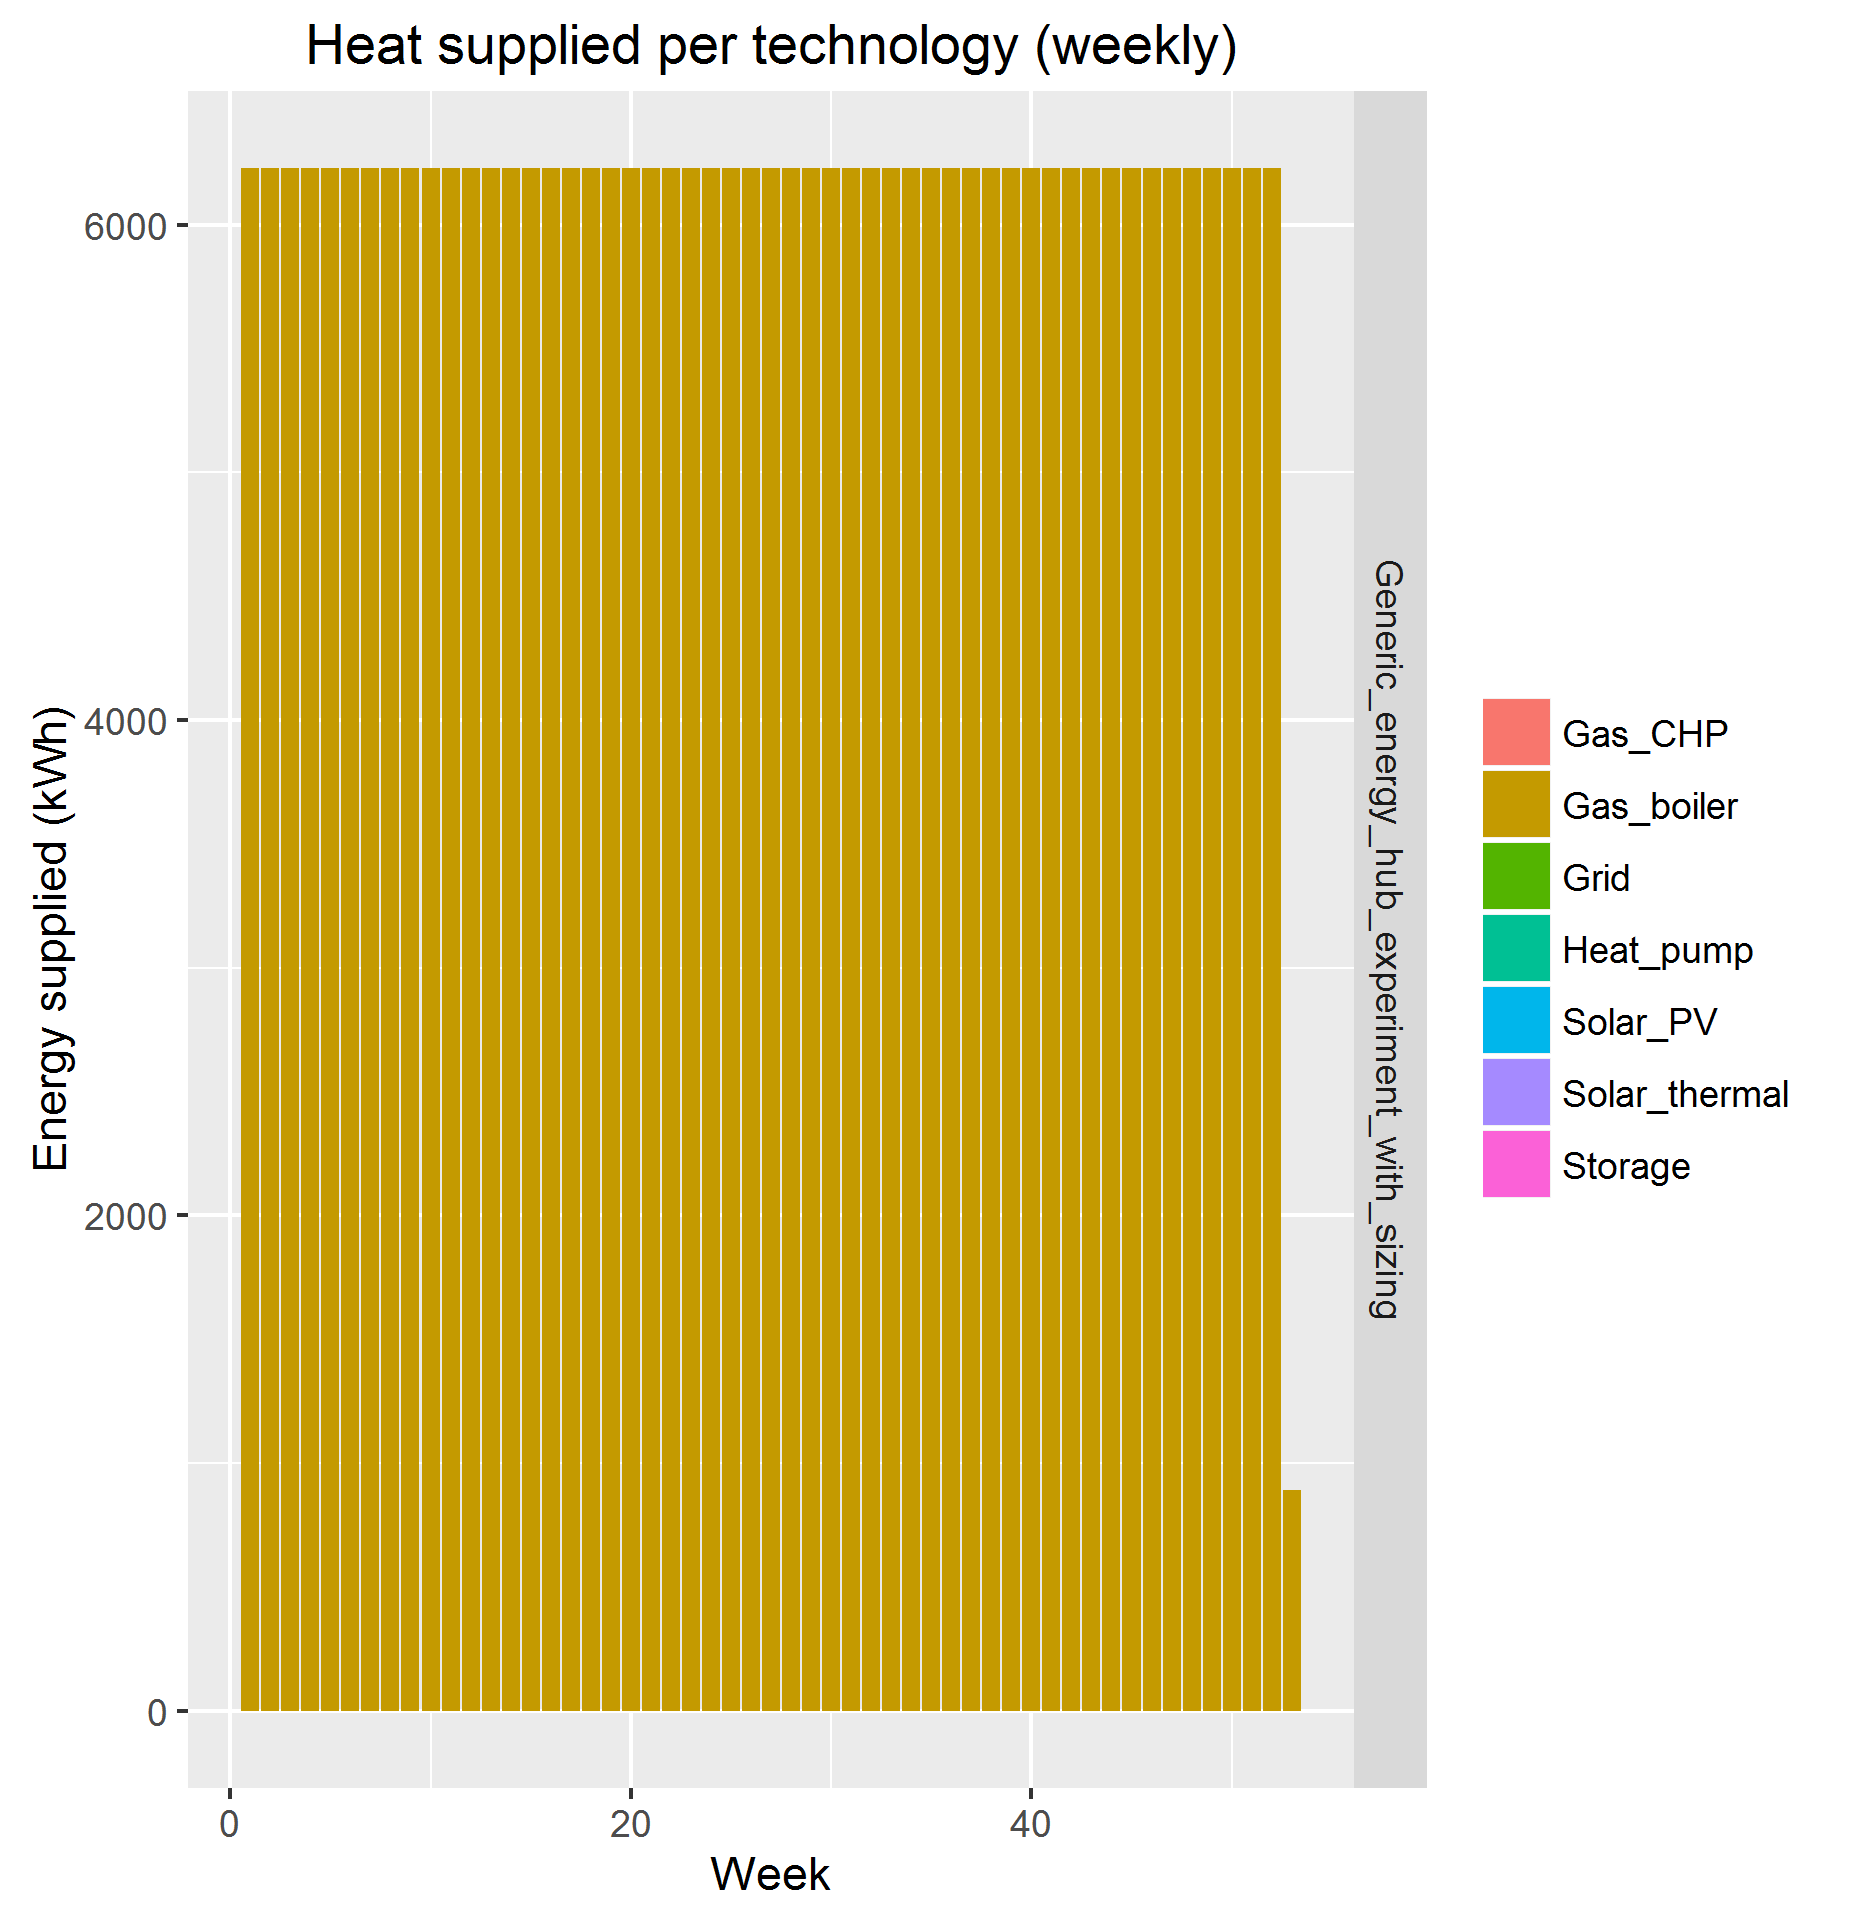 Heat supplied per technology (weekly)
Energy supplied (kWh)
6000
4000
2000
0
0 20 40
Week
Generic_energy_hub_experiment_with_sizing
Gas_CHP
Gas_boiler
Grid
Heat_pump
Solar_PV
Solar_thermal
Storage